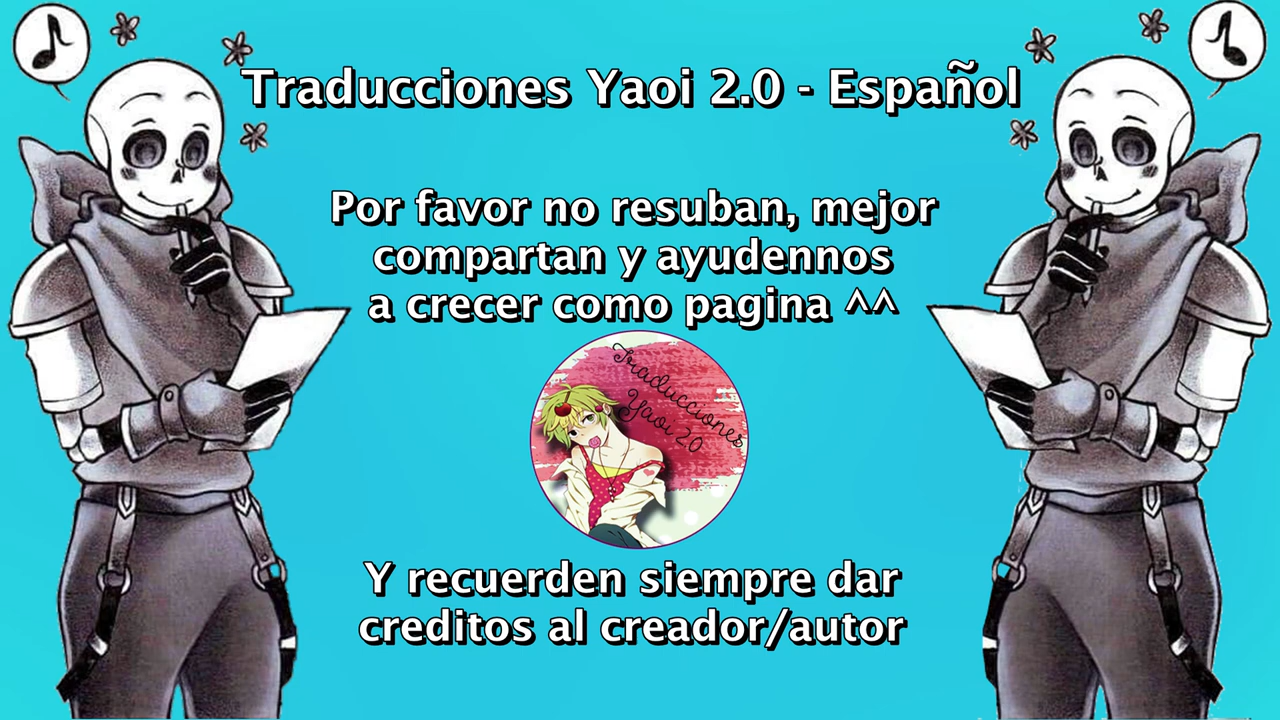 Traducciones Yaoi 2.0 - Español
Por favor no resuban, mejor
compartan y ayudennos
a crecer como pagina ^^
Traducciones
Yaoi 2.0
Y recuerden siempre dar
creditos al creador/autor